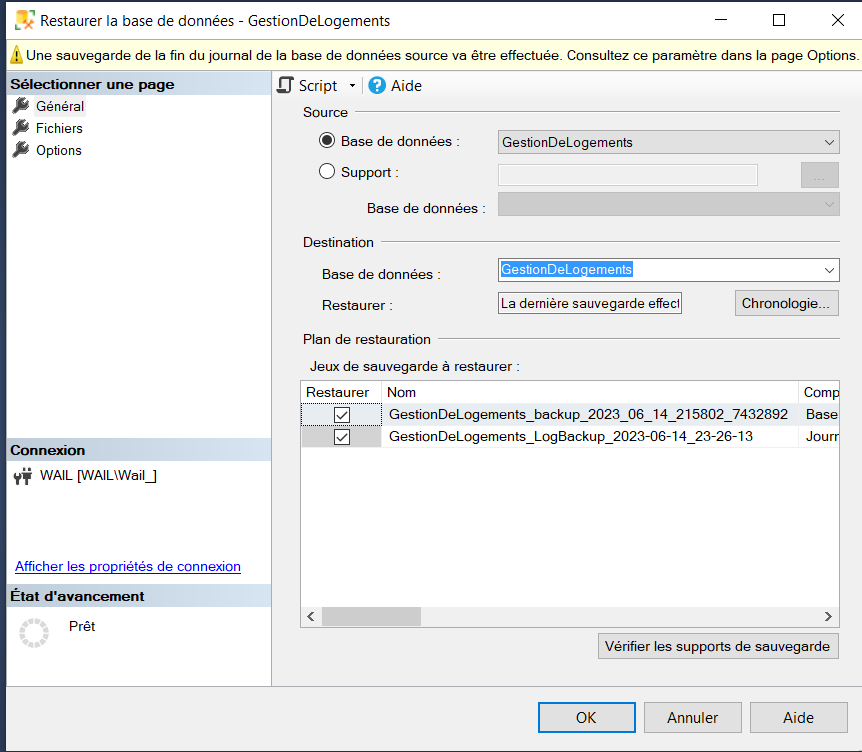 Restaurer la base de données - GestionDeLogements
Une sauvegarde de la fin du journal de la base de données source va être effectuée. Consultez ce paramètre dans la page Options.
Sélectionner une page
Général
Fichiers
Options
Connexion
WAIL [WAIL\Wail_]
Afficher les propriétés de connexion
État d'avancement
Prêt
Script
Aide
Source
Base de données :
GestionDeLogements
Support :
...
Base de données :
Destination
Base de données :
GestionDeLogements
Restaurer :
La dernière sauvegarde effect
Chronologie...
Plan de restauration
Jeux de sauvegarde à restaurer :
Restaurer Nom Comp
GestionDeLogements_backup_2023_06_14_215802_7432892 Base
GestionDeLogements_LogBackup_2023-06-14_23-26-13 Journ
Vérifier les supports de sauvegarde
OK Annuler Aide